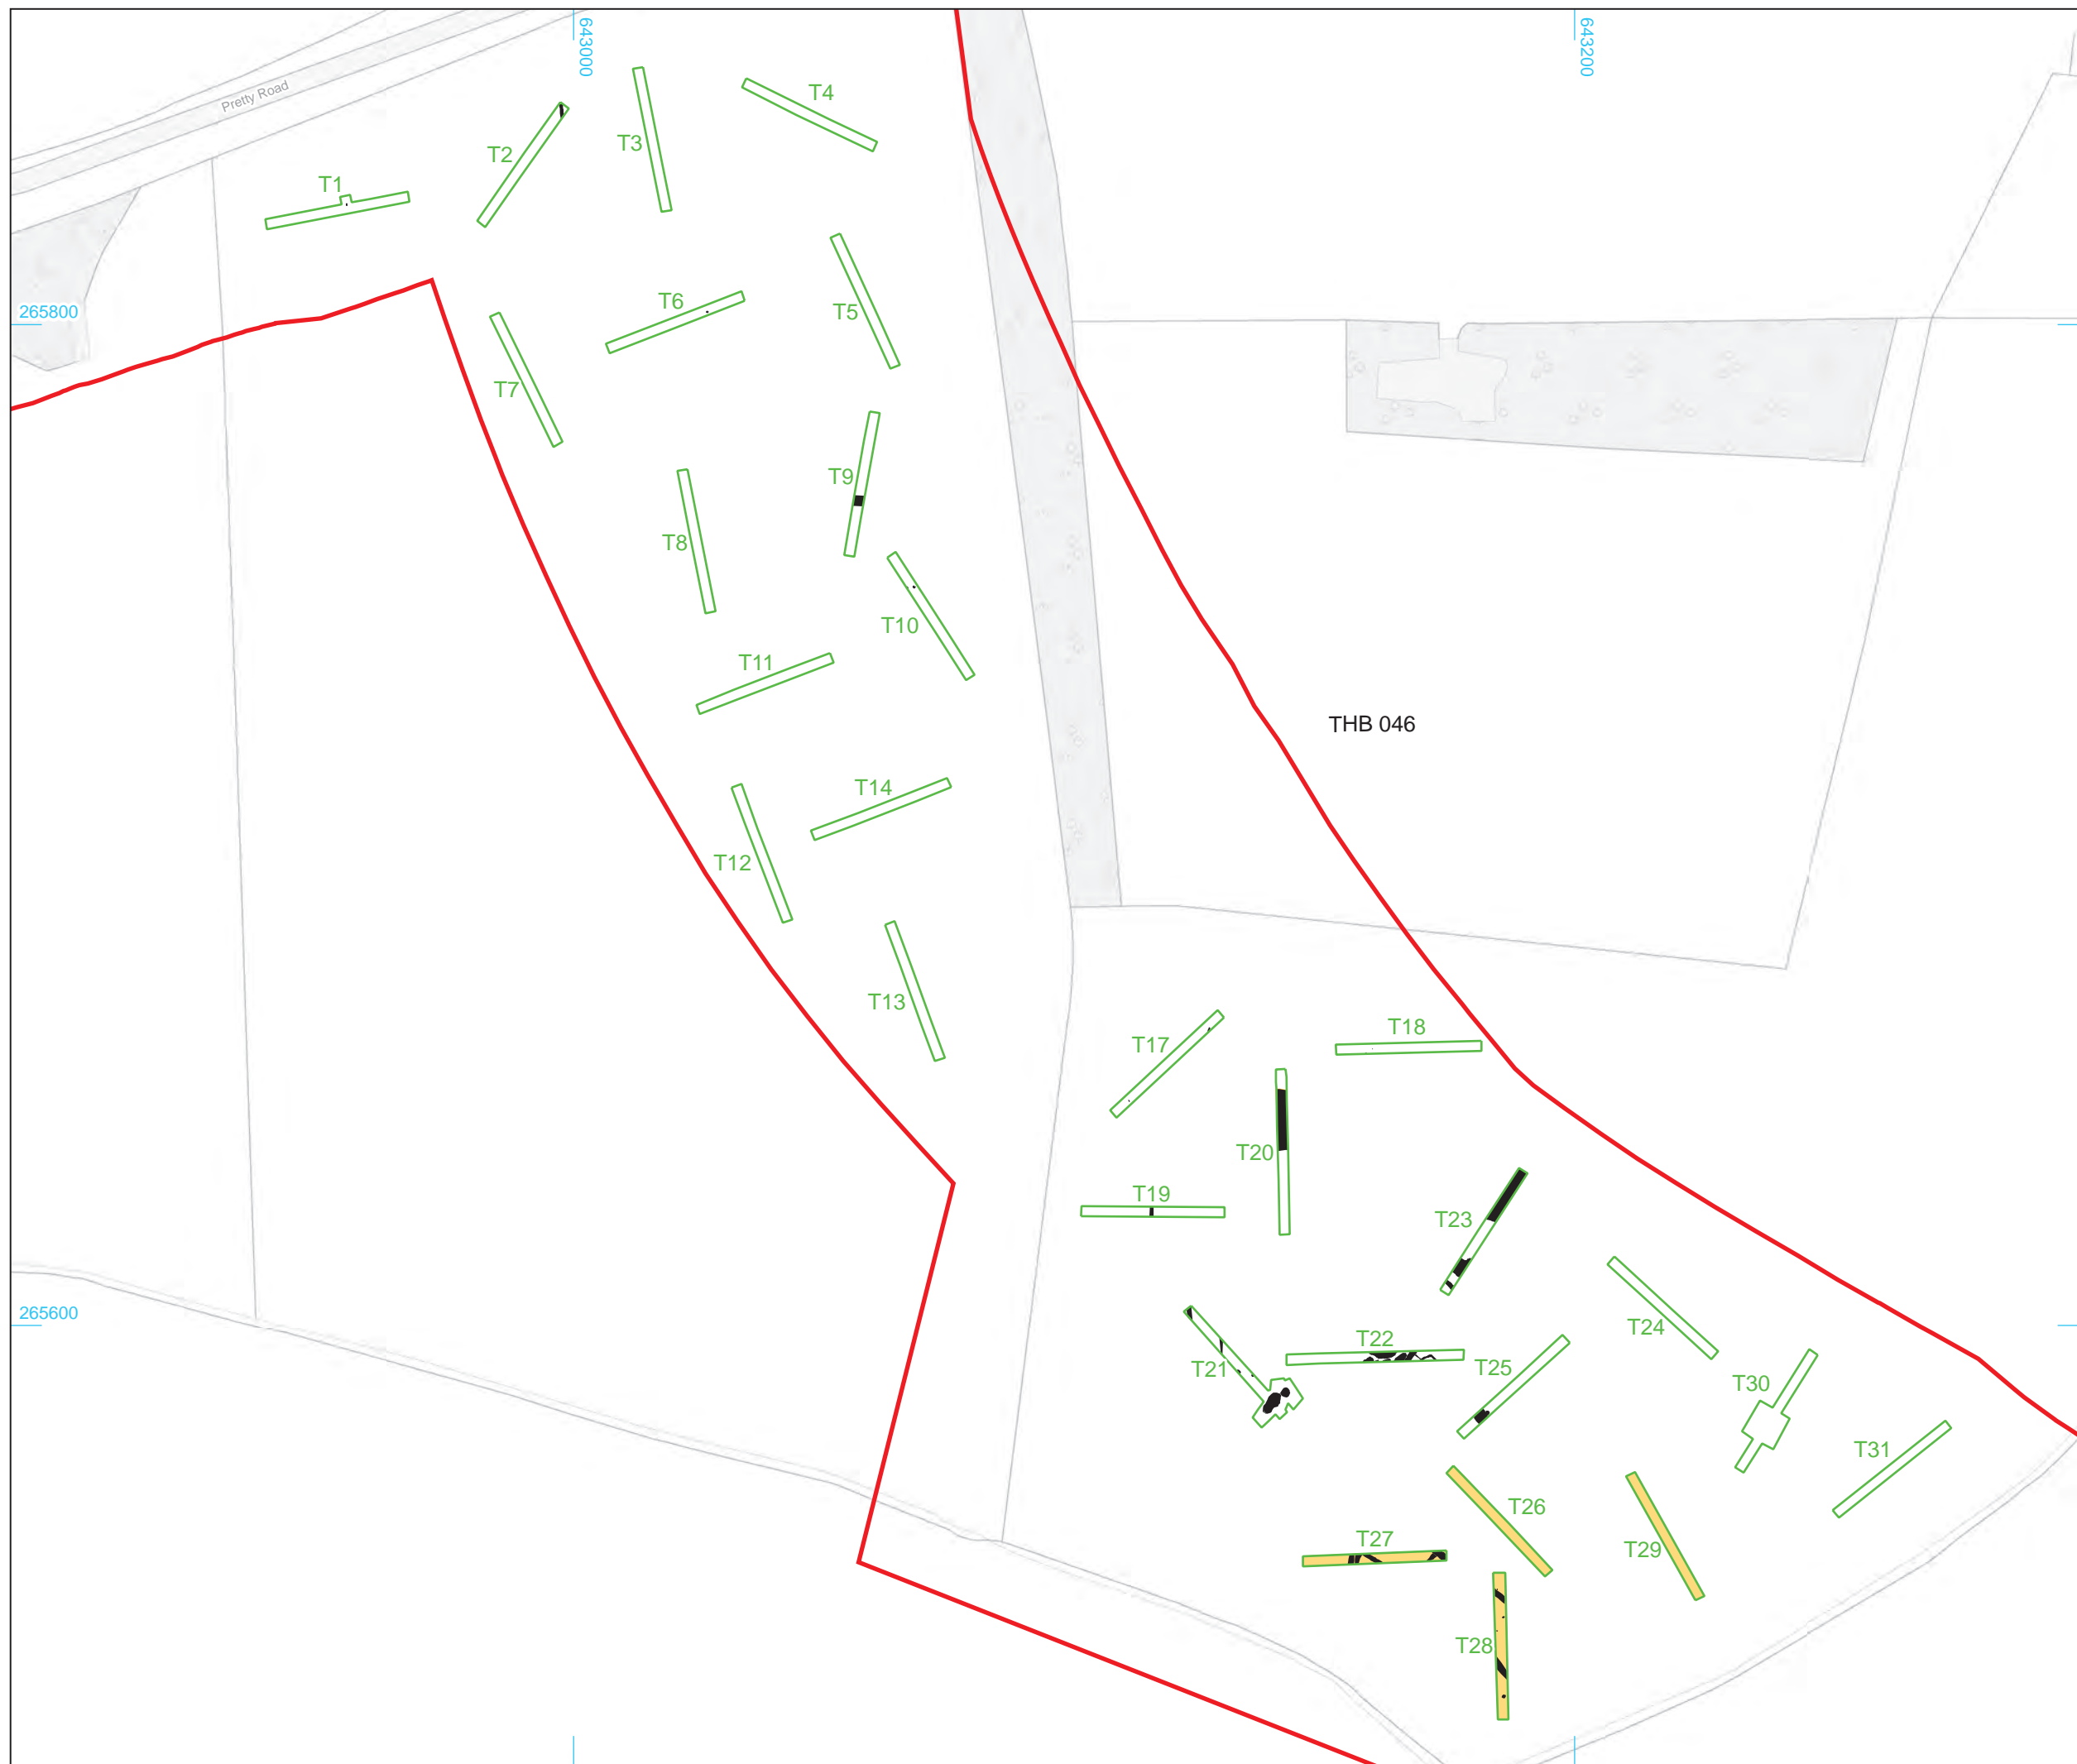 643000
643200
Pretty Road
T4
T3
T2
T1
T6
265800
T5
T7
T9
T8
T10
T11
THB 046
T14
T12
T13
T18
T17
T20
T19
T23
T24
T22
T21
T25
T30
T31
T26
T27
T29
T28
265600